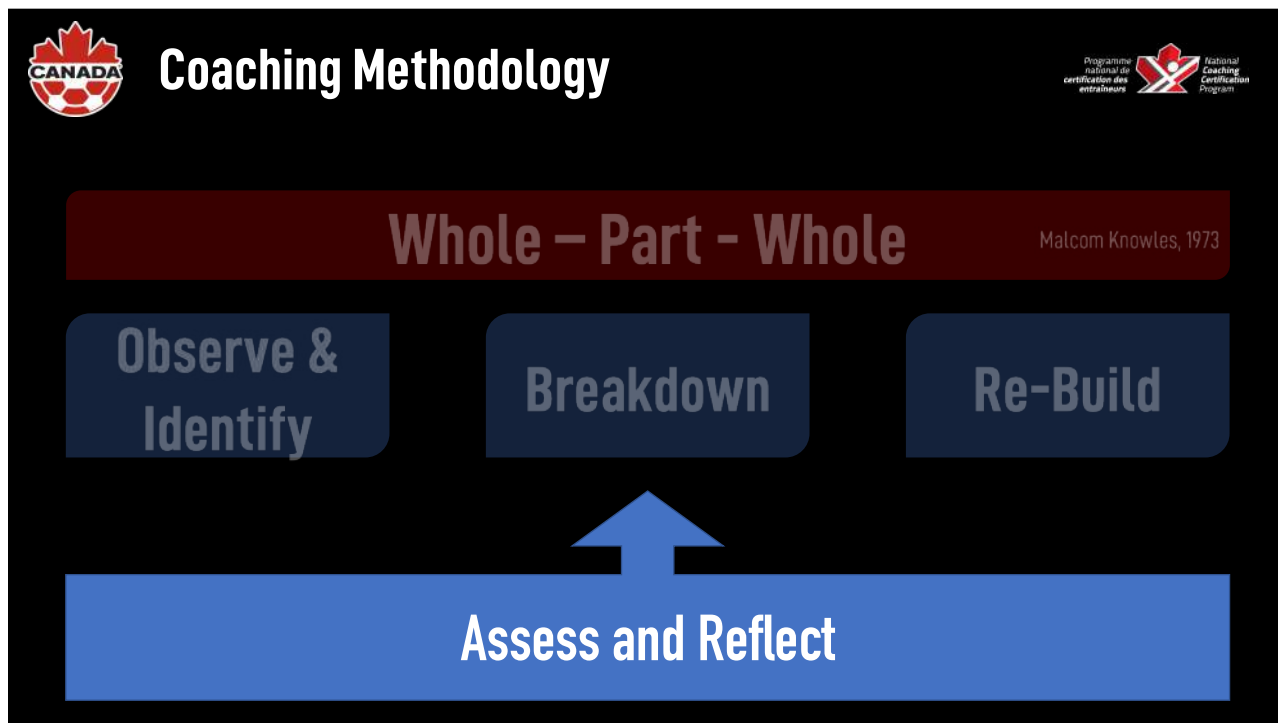 CANADA
Coaching Methodology
Programme
national de
certification des
entraîneurs
National
Coaching
Certification
Program
Whole – Part - Whole
Malcom Knowles, 1973
Observe &
Identify
Breakdown
Re-Build
Assess and Reflect